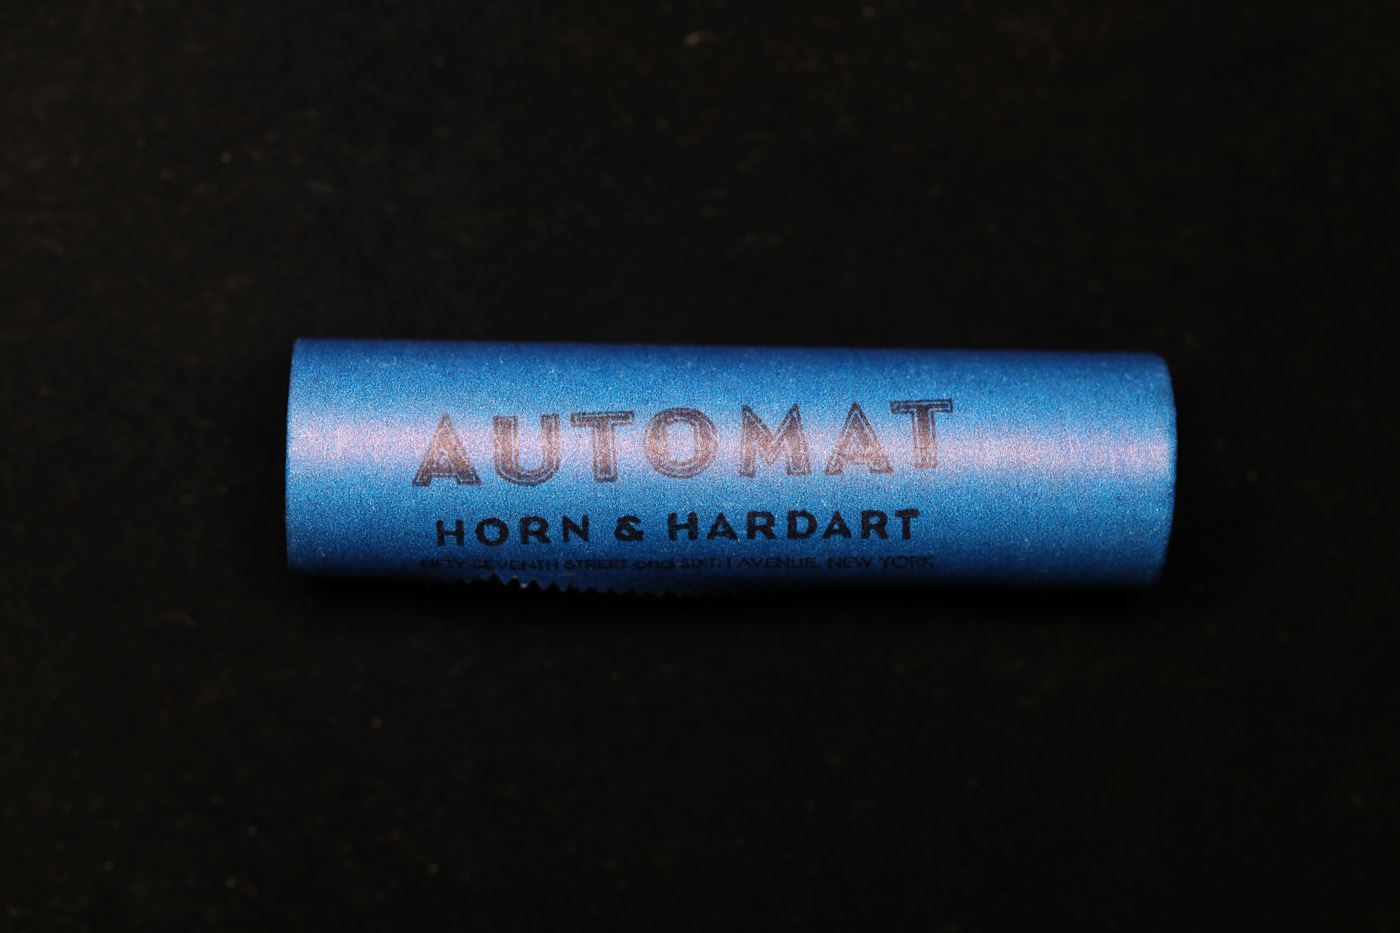 AUTOMAT
HORN & HARDART
FIFTY-SEVENTH STREET and SIXTH AVENUE, NEW YORK